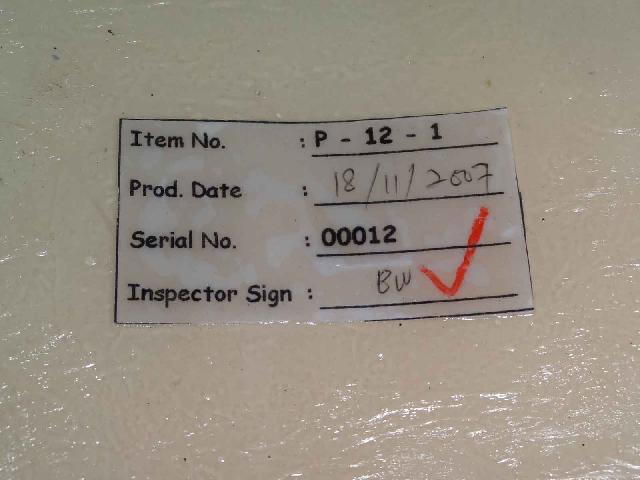 Item No. : P - 12 - 1
Prod. Date : 18/11/2007
Serial No. : 00012
Inspector Sign : BW